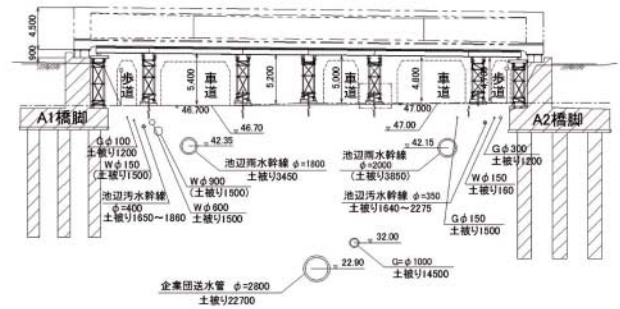 4,500
900
歩道
5,400
車道
5,200
5,000
車道
4,800
車道
歩道
46.700
47.000
A1橋脚
A2橋脚
46.70
47.00
42.35
42.15
Gφ100
土被り1200
Wφ150
(土被り1500)
池辺汚水幹線
φ=400
土被り1650～1860
Wφ900
(土被り1500)
Wφ600
土被り1500
池辺雨水幹線 φ=1800
土被り3450
池辺雨水幹線
φ=2000
(土被り3850)
池辺汚水幹線 φ=350
土被り1640～2275
Gφ300
土被り1200
Wφ150
土被り160
Gφ150
土被り1500
32.00
G=φ1000
土被り14500
22.90
企業団送水管 φ=2800
土被り22700